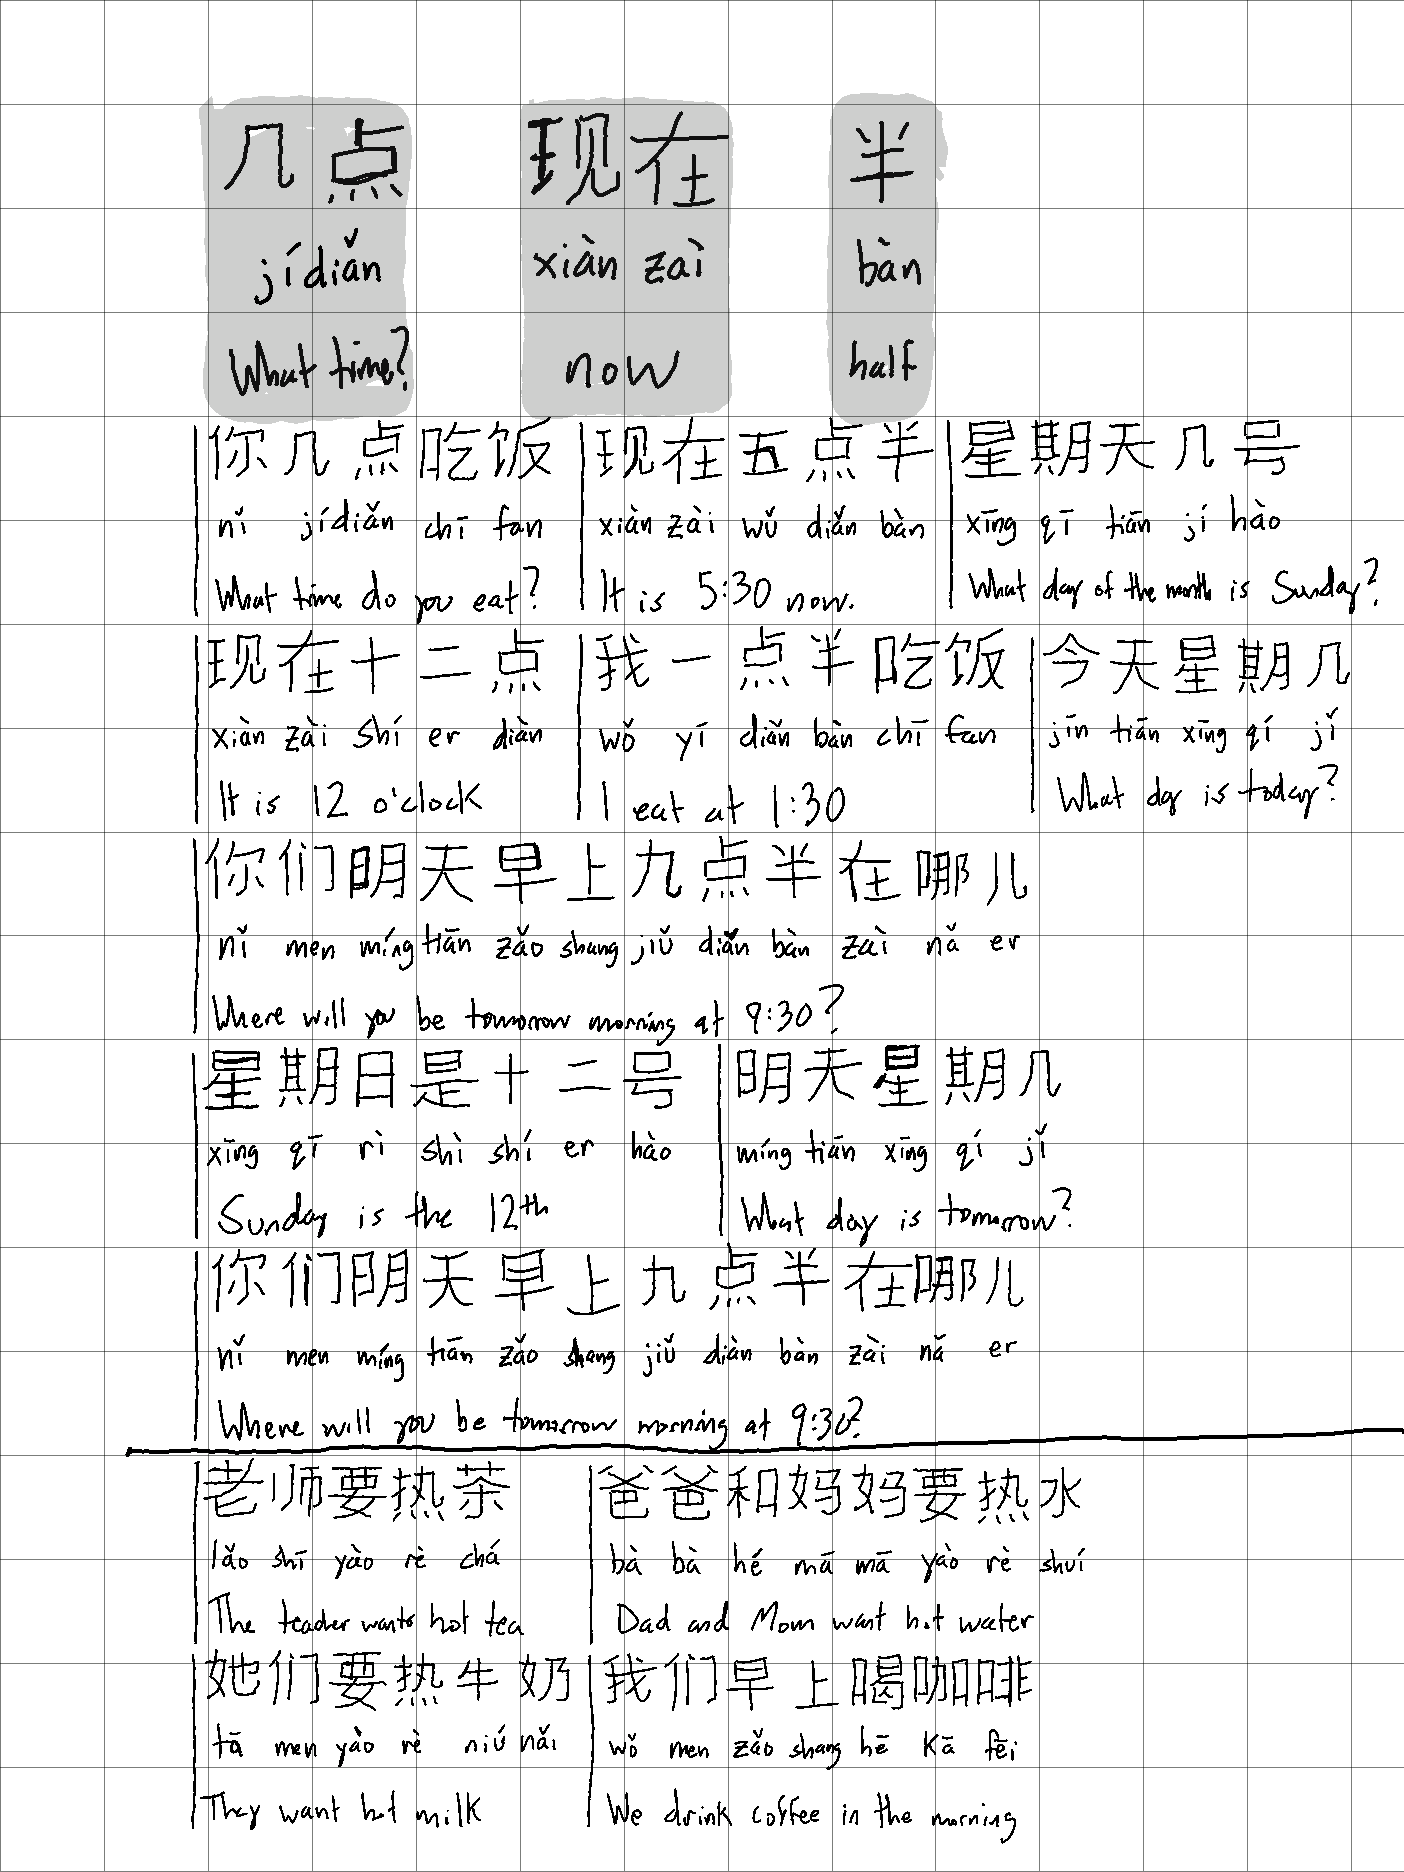 几点 现在 半
jídiǎn xiàn zaì bàn
What time? now half
你几点吃饭 现在五点半 星期天几号
nǐ jídiǎn chī fan xiàn zài wǔ diǎn bàn xīng qī tiān jí hào
What time do you eat? It is 5:30 now. What day of the month is Sunday?
现在十二点 我一点半吃饭 今天星期几
xiàn zài shí er diàn wǒ yī diǎn bàn chī fan jīn tiān xīng qí jǐ
It is 12 o'clock I eat at 1:30 What day is today?
你们明天早上九点半在哪儿
nǐ men míng tiān zǎo shang jiǔ diǎn bàn zaì nǎ er
Where will you be tomorrow morning at 9:30?
星期日是十二号 明天星期几
xīng qī rì shì shí er hào míng tiān xīng qí jǐ
Sunday is the 12th What day is tomorrow?
你们明天早上九点半在哪儿
nǐ men míng tiān zǎo shang jiǔ diàn bàn zài nǎ er
Where will you be tomorrow morning at 9:30?
老师要热茶 爸爸和妈妈要热水
lǎo shī yào rè chá bà bà hé mā mā yào rè shuí
The teacher wants hot tea Dad and Mom want hot water
她们要热牛奶 我们早上喝咖啡
tā men yào rè niú nǎi wǒ men zǎo shang hē kā fēi
They want hot milk We drink coffee in the morning